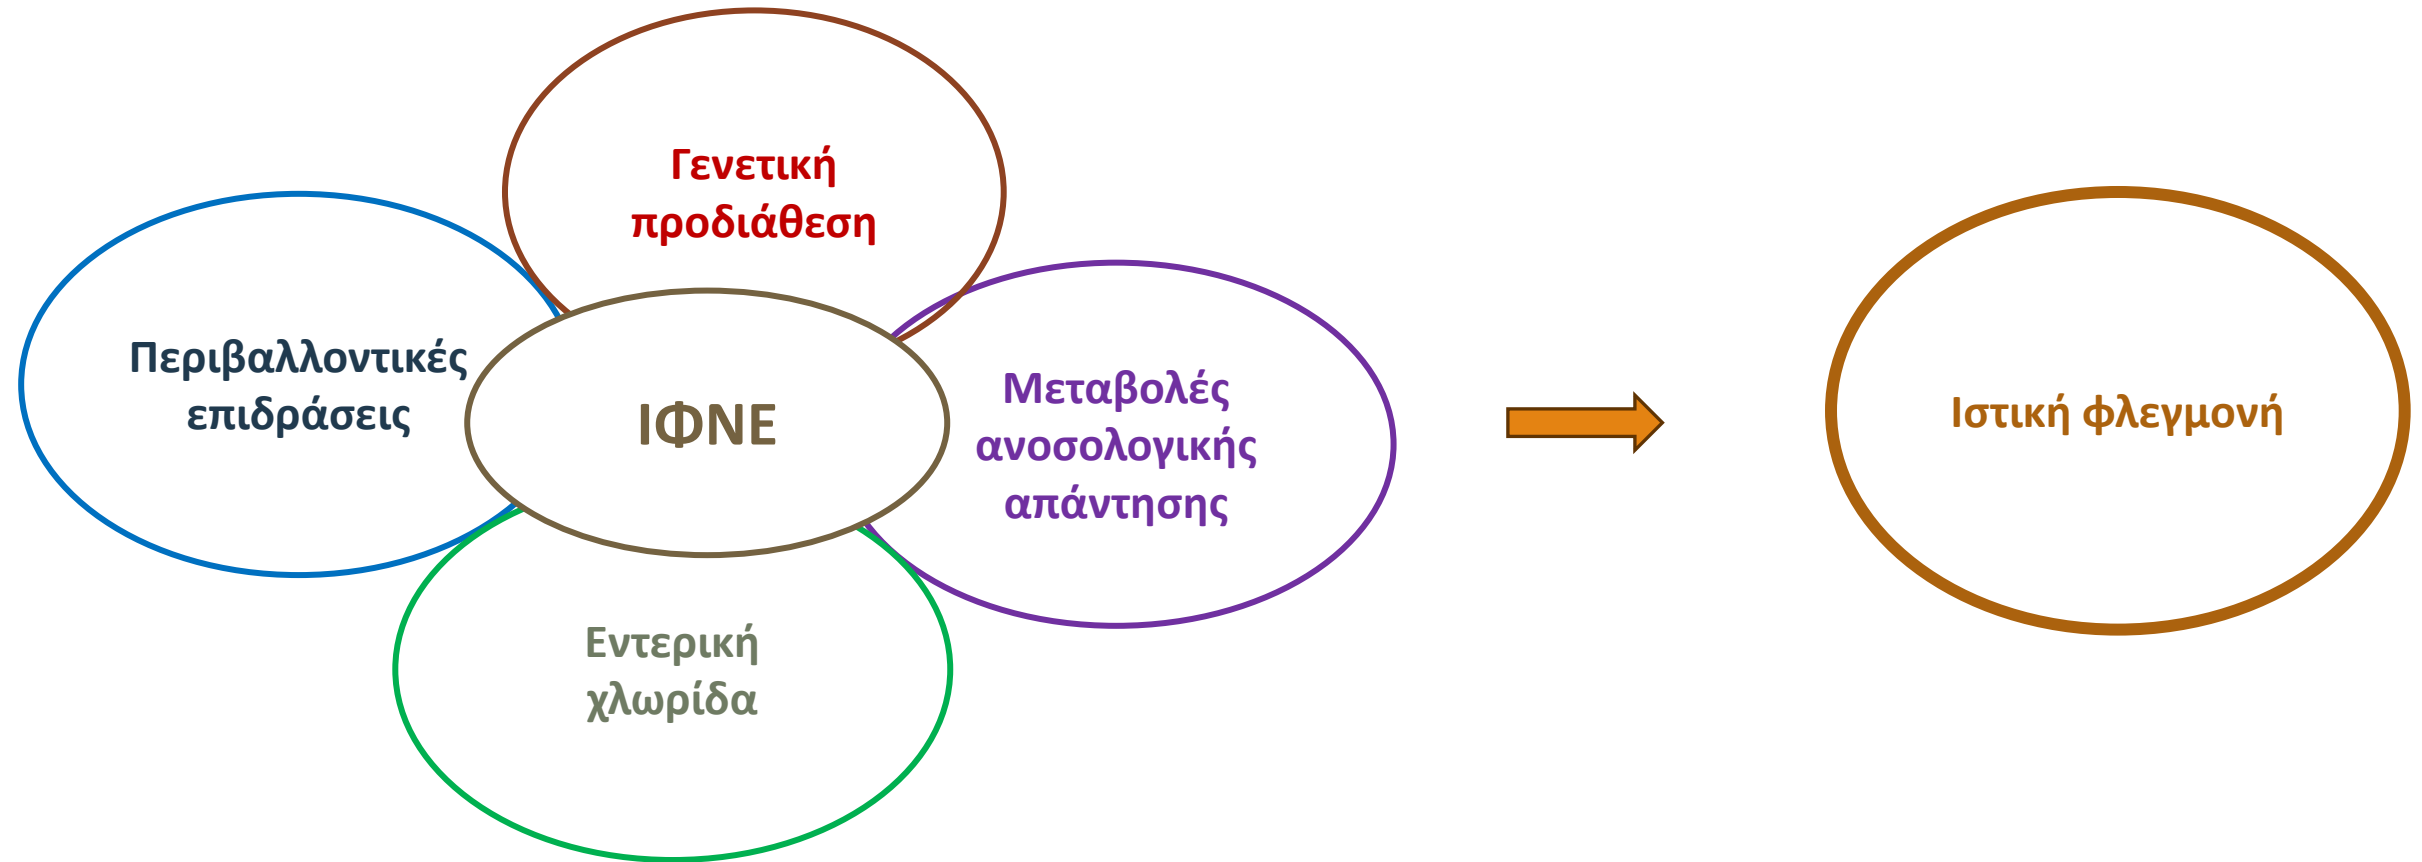 Γενετική
προδιάθεση
Περιβαλλοντικές
επιδράσεις
ΙΦΝΕ
Μεταβολές
ανοσολογικής
απάντησης
Εντερική
χλωρίδα
Ιστική φλεγμονή